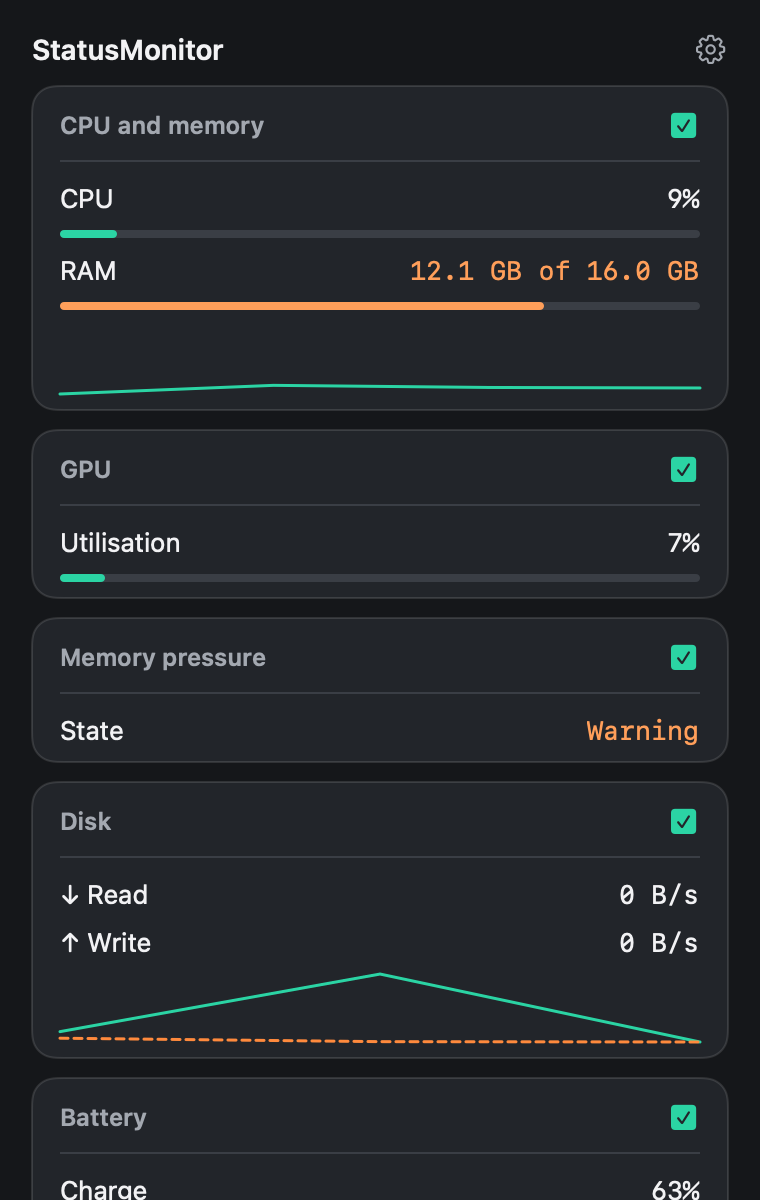 StatusMonitor
CPU and memory
CPU 9%
RAM 12.1 GB of 16.0 GB
GPU
Utilisation 7%
Memory pressure
State Warning
Disk
↓ Read 0 B/s
↑ Write 0 B/s
Battery
Charge 63%